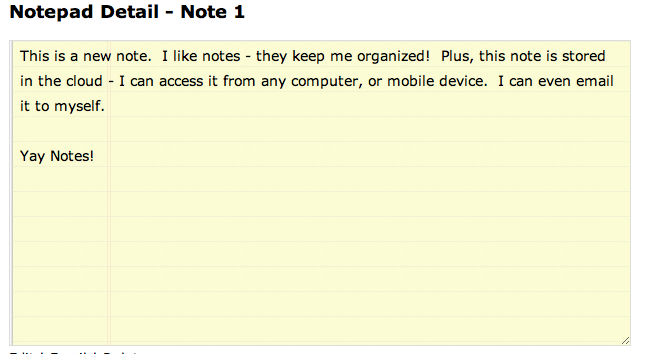 Notepad Detail - Note 1
This is a new note.  I like notes - they keep me organized!  Plus, this note is stored
in the cloud - I can access it from any computer, or mobile device.  I can even email
it to myself.
Yay Notes!